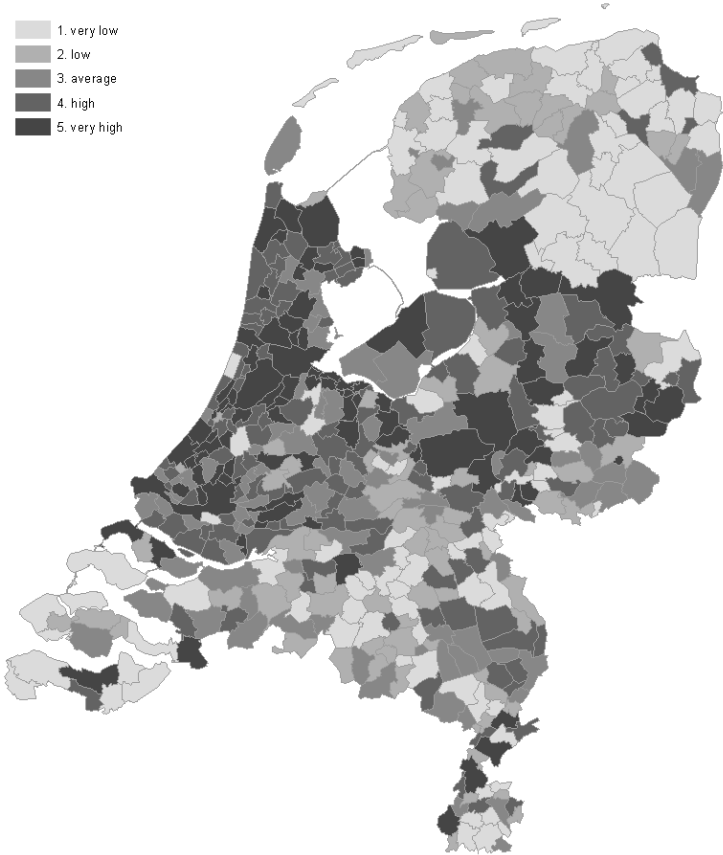 1. very low
2. low
3. average
4. high
5. very high